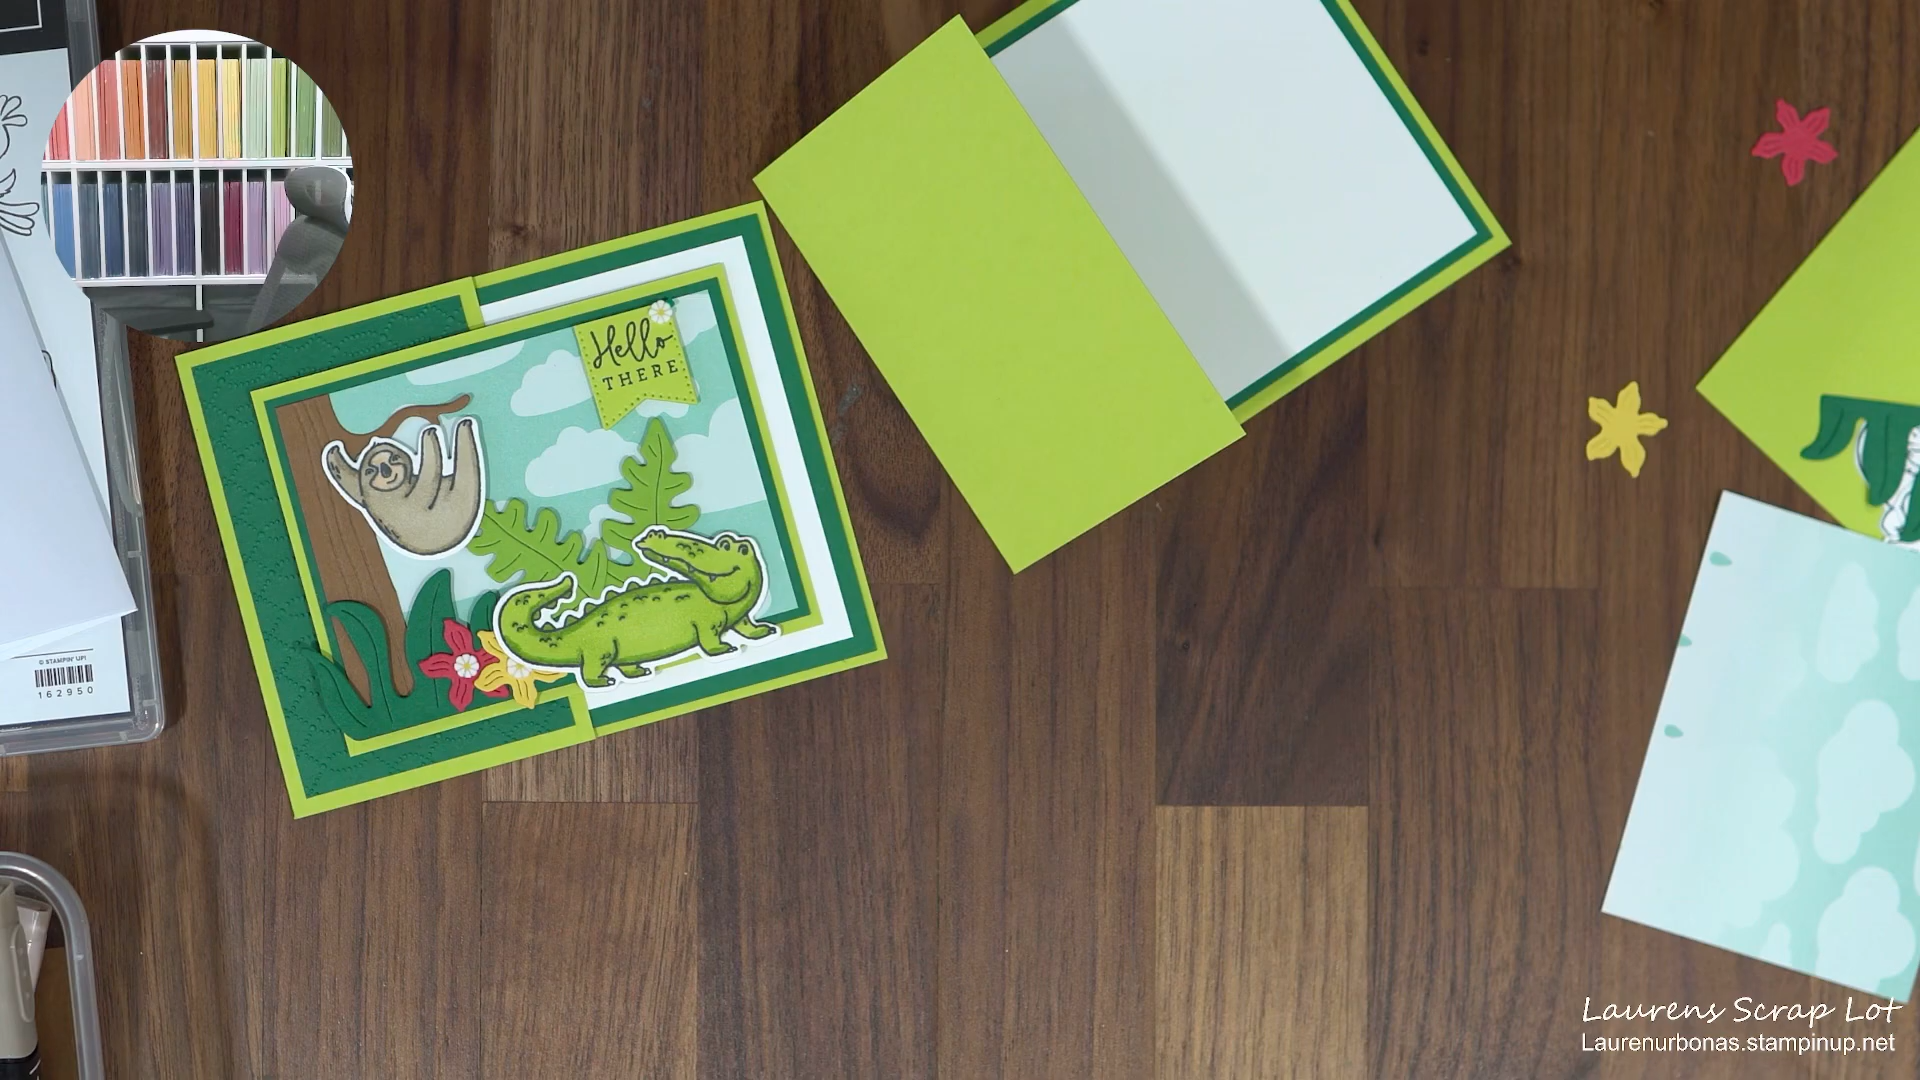 Hello
THERE
© STAMPIN' UP!
162950
Laurens Scrap Lot
Laurenurbonas.stampinup.net